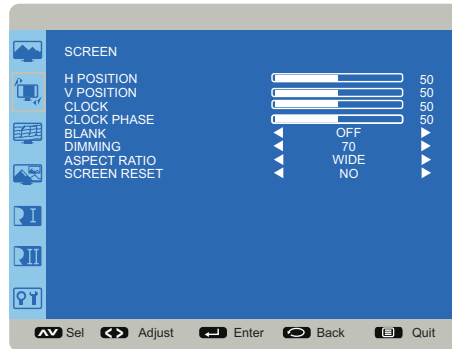 SCREEN
H POSITION 50
V POSITION 50
CLOCK 50
CLOCK PHASE 50
BLANK OFF
DIMMING 70
ASPECT RATIO WIDE
SCREEN RESET NO
Sel Adjust Enter Back Quit